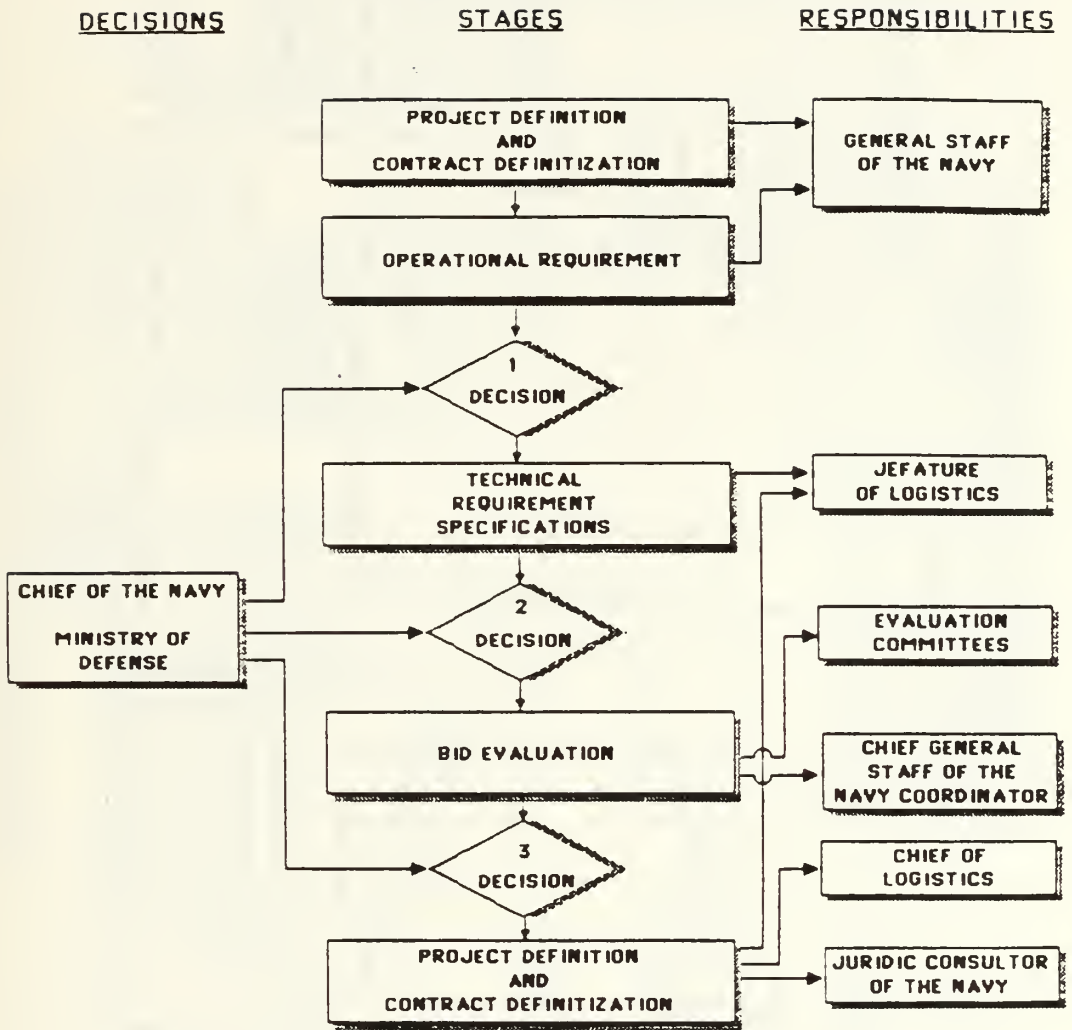 DECISIONS
STAGES
RESPONSIBILITIES
PROJECT DEFINITION
AND
CONTRACT DEFINITIZATION
GENERAL STAFF
OF THE NAVY
OPERATIONAL REQUIREMENT
1
DECISION
TECHNICAL
REQUIREMENT
SPECIFICATIONS
JEFATURE
OF LOGISTICS
CHIEF OF THE NAVY
MINISTRY OF
DEFENSE
2
DECISION
EVALUATION
COMMITTEES
BID EVALUATION
CHIEF GENERAL
STAFF OF THE
NAVY COORDINATOR
3
DECISION
CHIEF OF
LOGISTICS
PROJECT DEFINITION
AND
CONTRACT DEFINITIZATION
JURIDIC CONSULTOR
OF THE NAVY